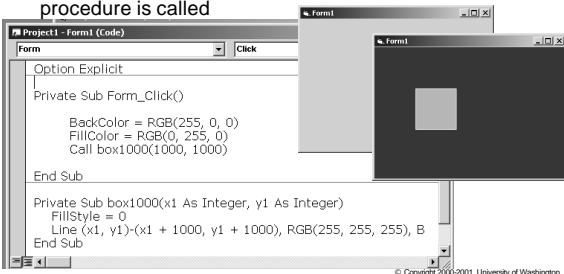 procedure is called
Project1 - Form1 (Code)
Form
Click
Option Explicit
Private Sub Form_Click()
BackColor = RGB(255, 0, 0)
FillColor = RGB(0, 255, 0)
Call box1000(1000, 1000)
End Sub
Private Sub box1000(x1 As Integer, y1 As Integer)
FillStyle = 0
Line (x1, y1)-(x1 + 1000, y1 + 1000), RGB(255, 255, 255), B
End Sub
Form1
Form1
© Copyright 2000-2001, University of Washington